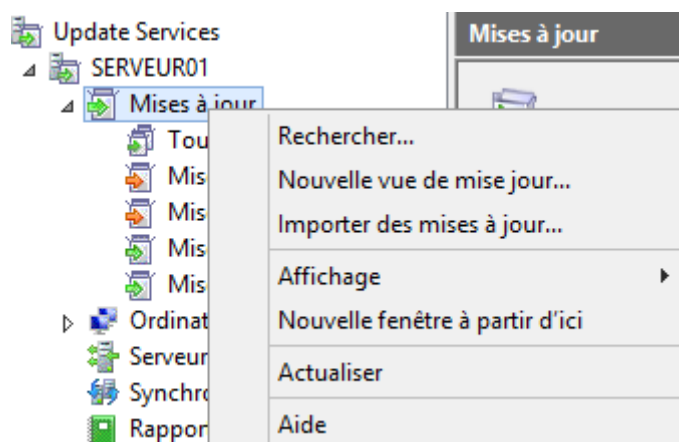 Update Services
Mises à jour
SERVEUR01
Mises à jour
Tou
Rechercher...
Mis
Nouvelle vue de mise jour...
Mis
Importer des mises à jour...
Mis
Mis
Affichage
Ordinat
Nouvelle fenêtre à partir d'ici
Serveur
Actualiser
Synchro
Rappor
Aide